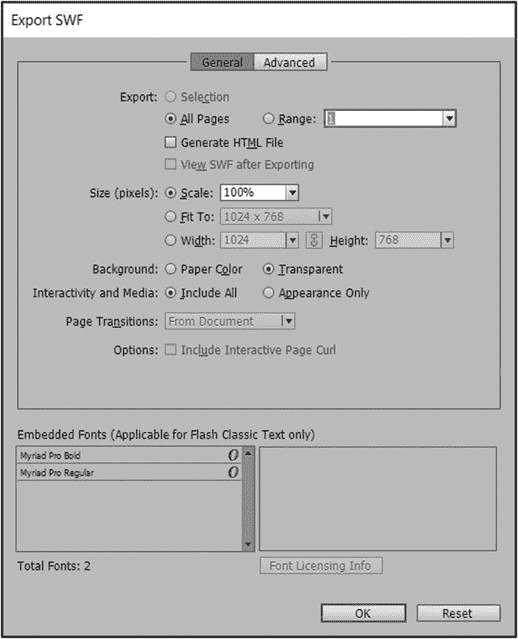 Export SWF
General Advanced
Export: Selection
All Pages Range: 1
Generate HTML File
View SWF after Exporting
Size (pixels): Scale: 100%
Fit To: 1024 x 768
Width: 1024 Height: 768
Background: Paper Color Transparent
Interactivity and Media: Include All Appearance Only
Page Transitions: From Document
Options: Include Interactive Page Curl
Embedded Fonts (Applicable for Flash Classic Text only)
Myriad Pro Bold
Myriad Pro Regular
Total Fonts: 2 Font Licensing Info
OK Reset